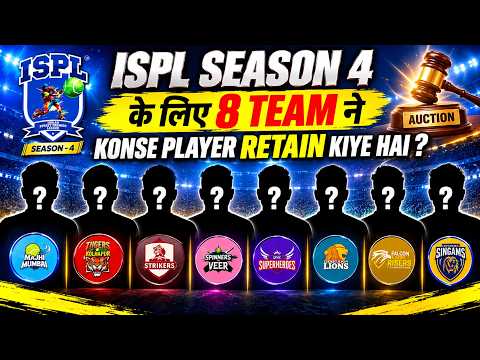 ISPL
SEASON - 4
ISPL SEASON 4
के लिए 8 TEAM ने
KONSE PLAYER RETAIN KIYE HAI ?
AUCTION
? ? ? ? ? ? ? ?
MAJHI
MUMBAI
TIIGERS
OF
KOLKATA
STRIKERS
SPINNERS
VEER
SUPERHEROES
LIONS
FALCON
RISERS
SINGAMS